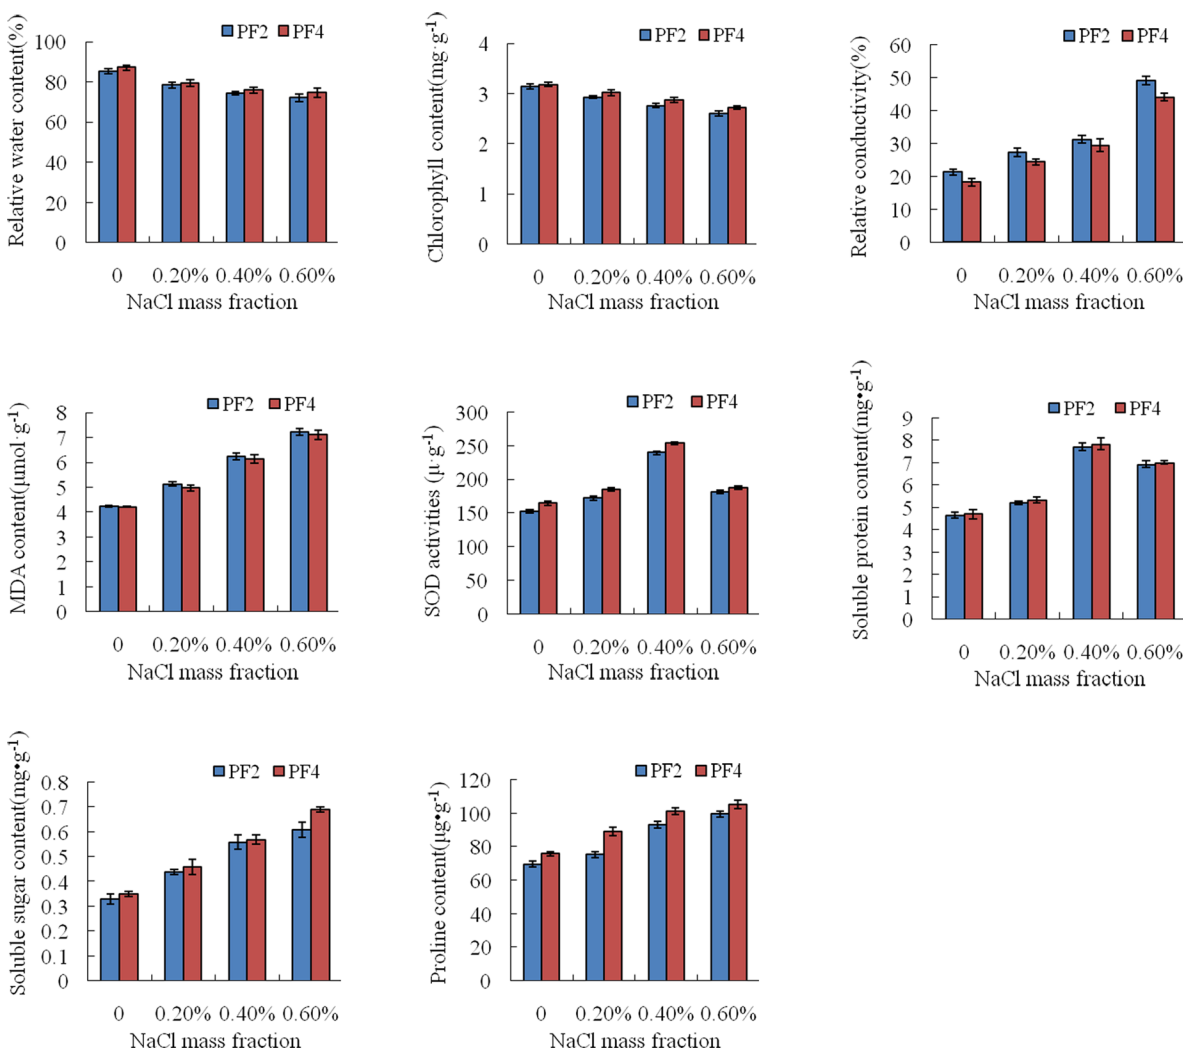 Relative water content(%)
PF2 PF4
100
80
60
40
20
0
0 0.20% 0.40% 0.60%
NaCl mass fraction
Chlorophyll content(mg·g-1)
PF2 PF4
4
3
2
1
0
0 0.20% 0.40% 0.60%
NaCl mass fraction
Relative conductivity(%)
PF2 PF4
60
50
40
30
20
10
0
0 0.20% 0.40% 0.60%
NaCl mass fraction
MDA content(μmol·g-1)
PF2 PF4
8
7
6
5
4
3
2
1
0
0 0.20% 0.40% 0.60%
NaCl mass fraction
SOD activities (μ·g-1)
PF2 PF4
300
250
200
150
100
50
0
0 0.20% 0.40% 0.60%
NaCl mass fraction
Soluble protein content(mg•g-1)
PF2 PF4
9
8
7
6
5
4
3
2
1
0
0 0.20% 0.40% 0.60%
NaCl mass fraction
Soluble sugar content(mg•g-1)
PF2 PF4
0.8
0.7
0.6
0.5
0.4
0.3
0.2
0.1
0
0 0.20% 0.40% 0.60%
NaCl mass fraction
Proline content(μg•g-1)
PF2 PF4
120
100
80
60
40
20
0
0 0.20% 0.40% 0.60%
NaCl mass fraction